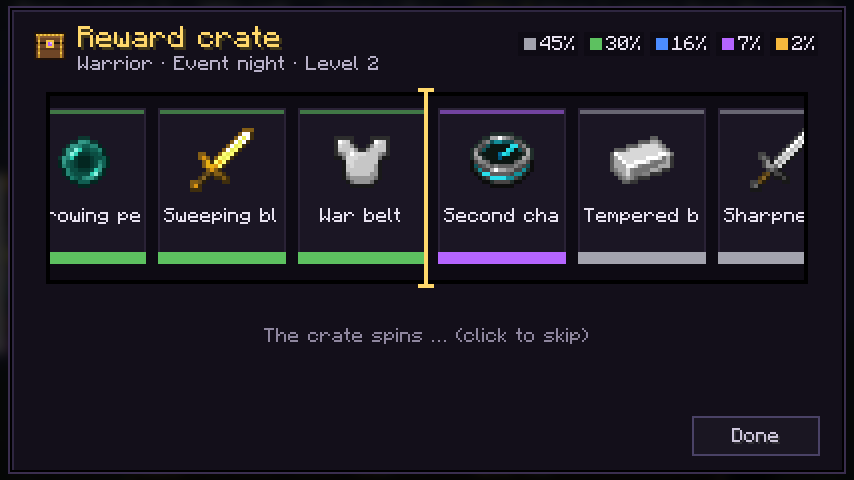 Reward crate
45% 30% 16% 7% 2%
Warrior · Event night · Level 2
rowing pe Sweeping bl War belt Second cha Tempered b Sharpne
The crate spins ... (click to skip)
Done